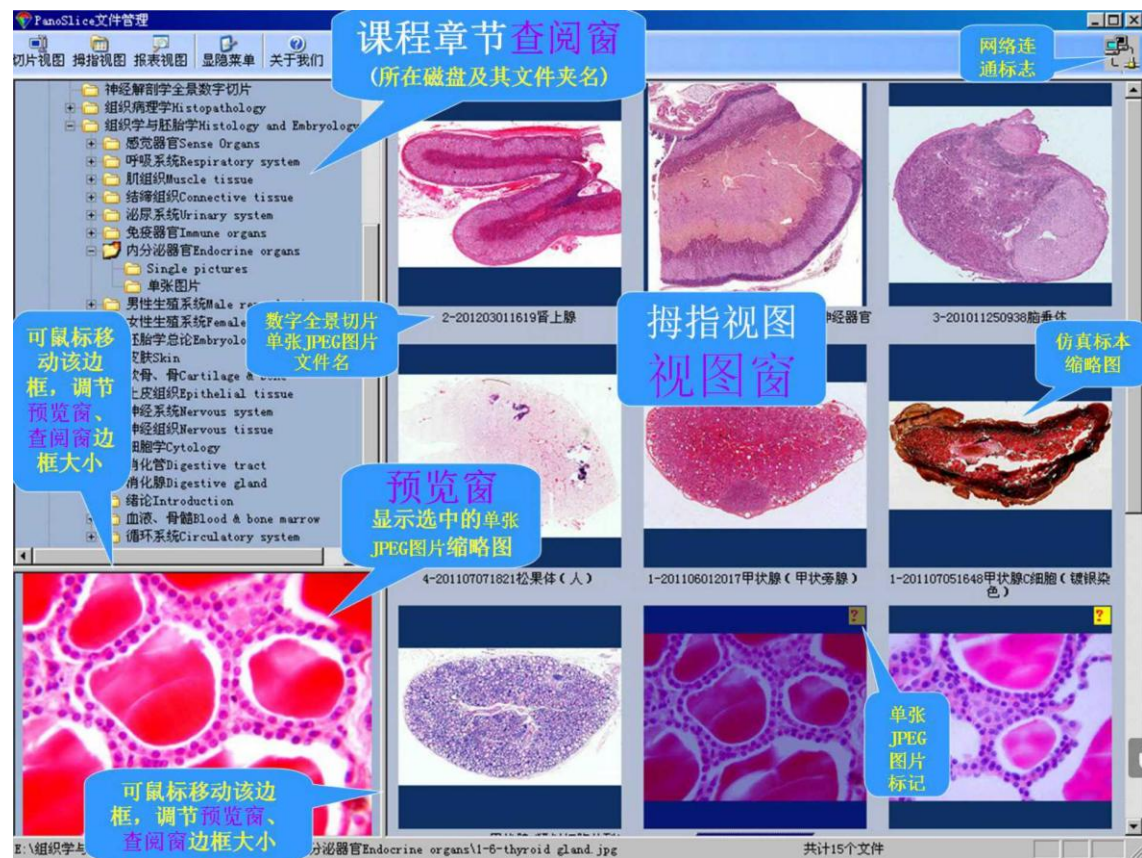 PanoSlice文件管理
切片视图 拇指视图 报表视图 显隐菜单 关于我们
课程章节查阅窗
(所在磁盘及其文件夹名)
网络连
通标志
神经解剖学全景数字切片
组织病理学Histopathology
组织学与胚胎学Histology and Embryology
感觉器官Sense Organs
呼吸系统Respiratory system
肌组织Muscle tissue
结缔组织Connective tissue
泌尿系统Urinary system
免疫器官Immune organs
内分泌器官Endocrine organs
Single pictures
单张图片
男性生殖系统Male
女性生殖系统Female
胚胎学总论
皮肤Skin
软骨、骨Cartilage & bone
上皮组织Epithelial tissue
神经系统Nervous system
神经组织Nervous tissue
细胞学Cytology
消化管Digestive tract
消化腺Digestive gland
绪论Introduction
血液、骨髓Blood & bone marrow
循环系统Circulatory system
可鼠标移
动该边
框，调节
预览窗、
查阅窗边
框大小
数字全景切片
单张JPEG图片
文件名
2-201203011619肾上腺
神经器官
3-201011250938脑垂体
拇指视图
视图窗
仿真标本
缩略图
预览窗
显示选中的单张
JPEG图片缩略图
4-201107071821松果体(人)
1-201106012017甲状腺(甲状旁腺)
1-201107051648甲状腺C细胞(镀银染
色)
?
?
单张
JPEG
图片
标记
可鼠标移动该边
框，调节预览窗、
查阅窗边框大小
E:\组织学与
分泌器官Endocrine organs\1-6-thyroid gland.jpg
共计15个文件